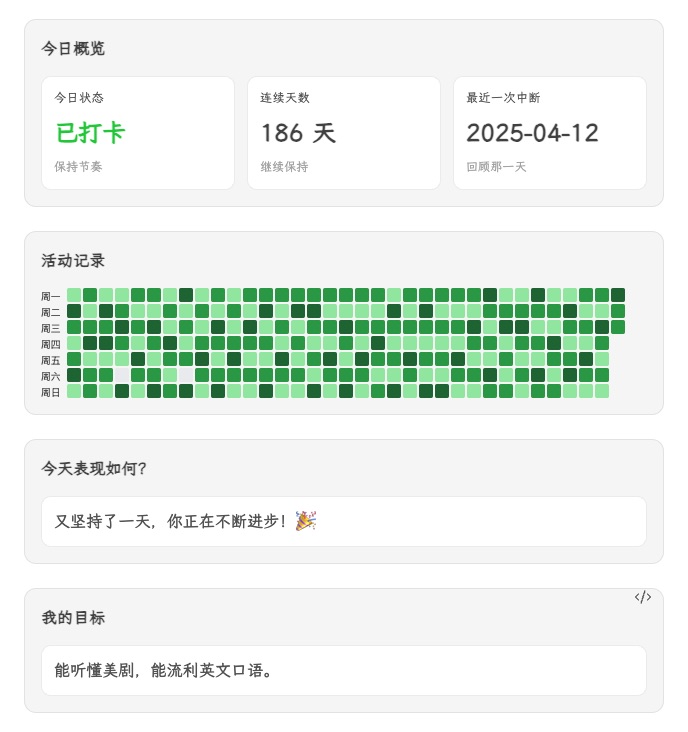 今日概览
今日状态
已打卡
保持节奏
连续天数
186 天
继续保持
最近一次中断
2025-04-12
回顾那一天
活动记录
周一
周二
周三
周四
周五
周六
周日
今天表现如何?
又坚持了一天，你正在不断进步！🎉
</>
我的目标
能听懂美剧，能流利英文口语。